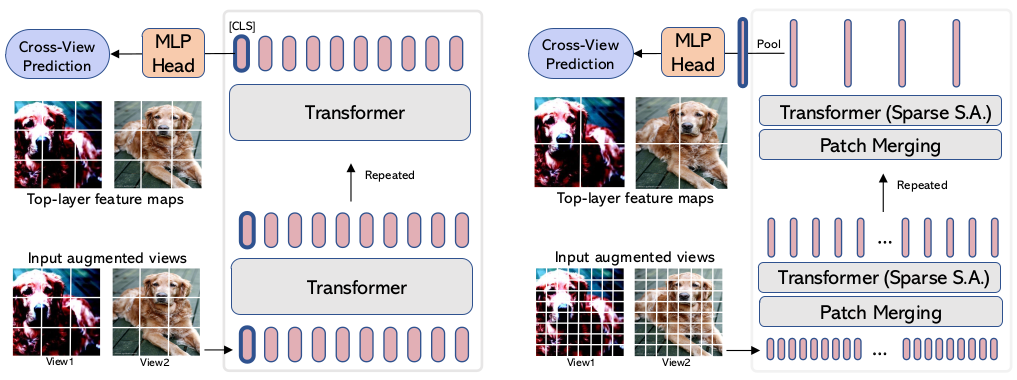 [CLS]
Cross-View
Prediction
MLP
Head
Transformer
Top-layer feature maps
Repeated
Input augmented views
Transformer
View1
View2
Cross-View
Prediction
MLP
Head
Pool
Transformer (Sparse S.A.)
Patch Merging
Top-layer feature maps
Repeated
...
Input augmented views
Transformer (Sparse S.A.)
Patch Merging
View1
View2
...